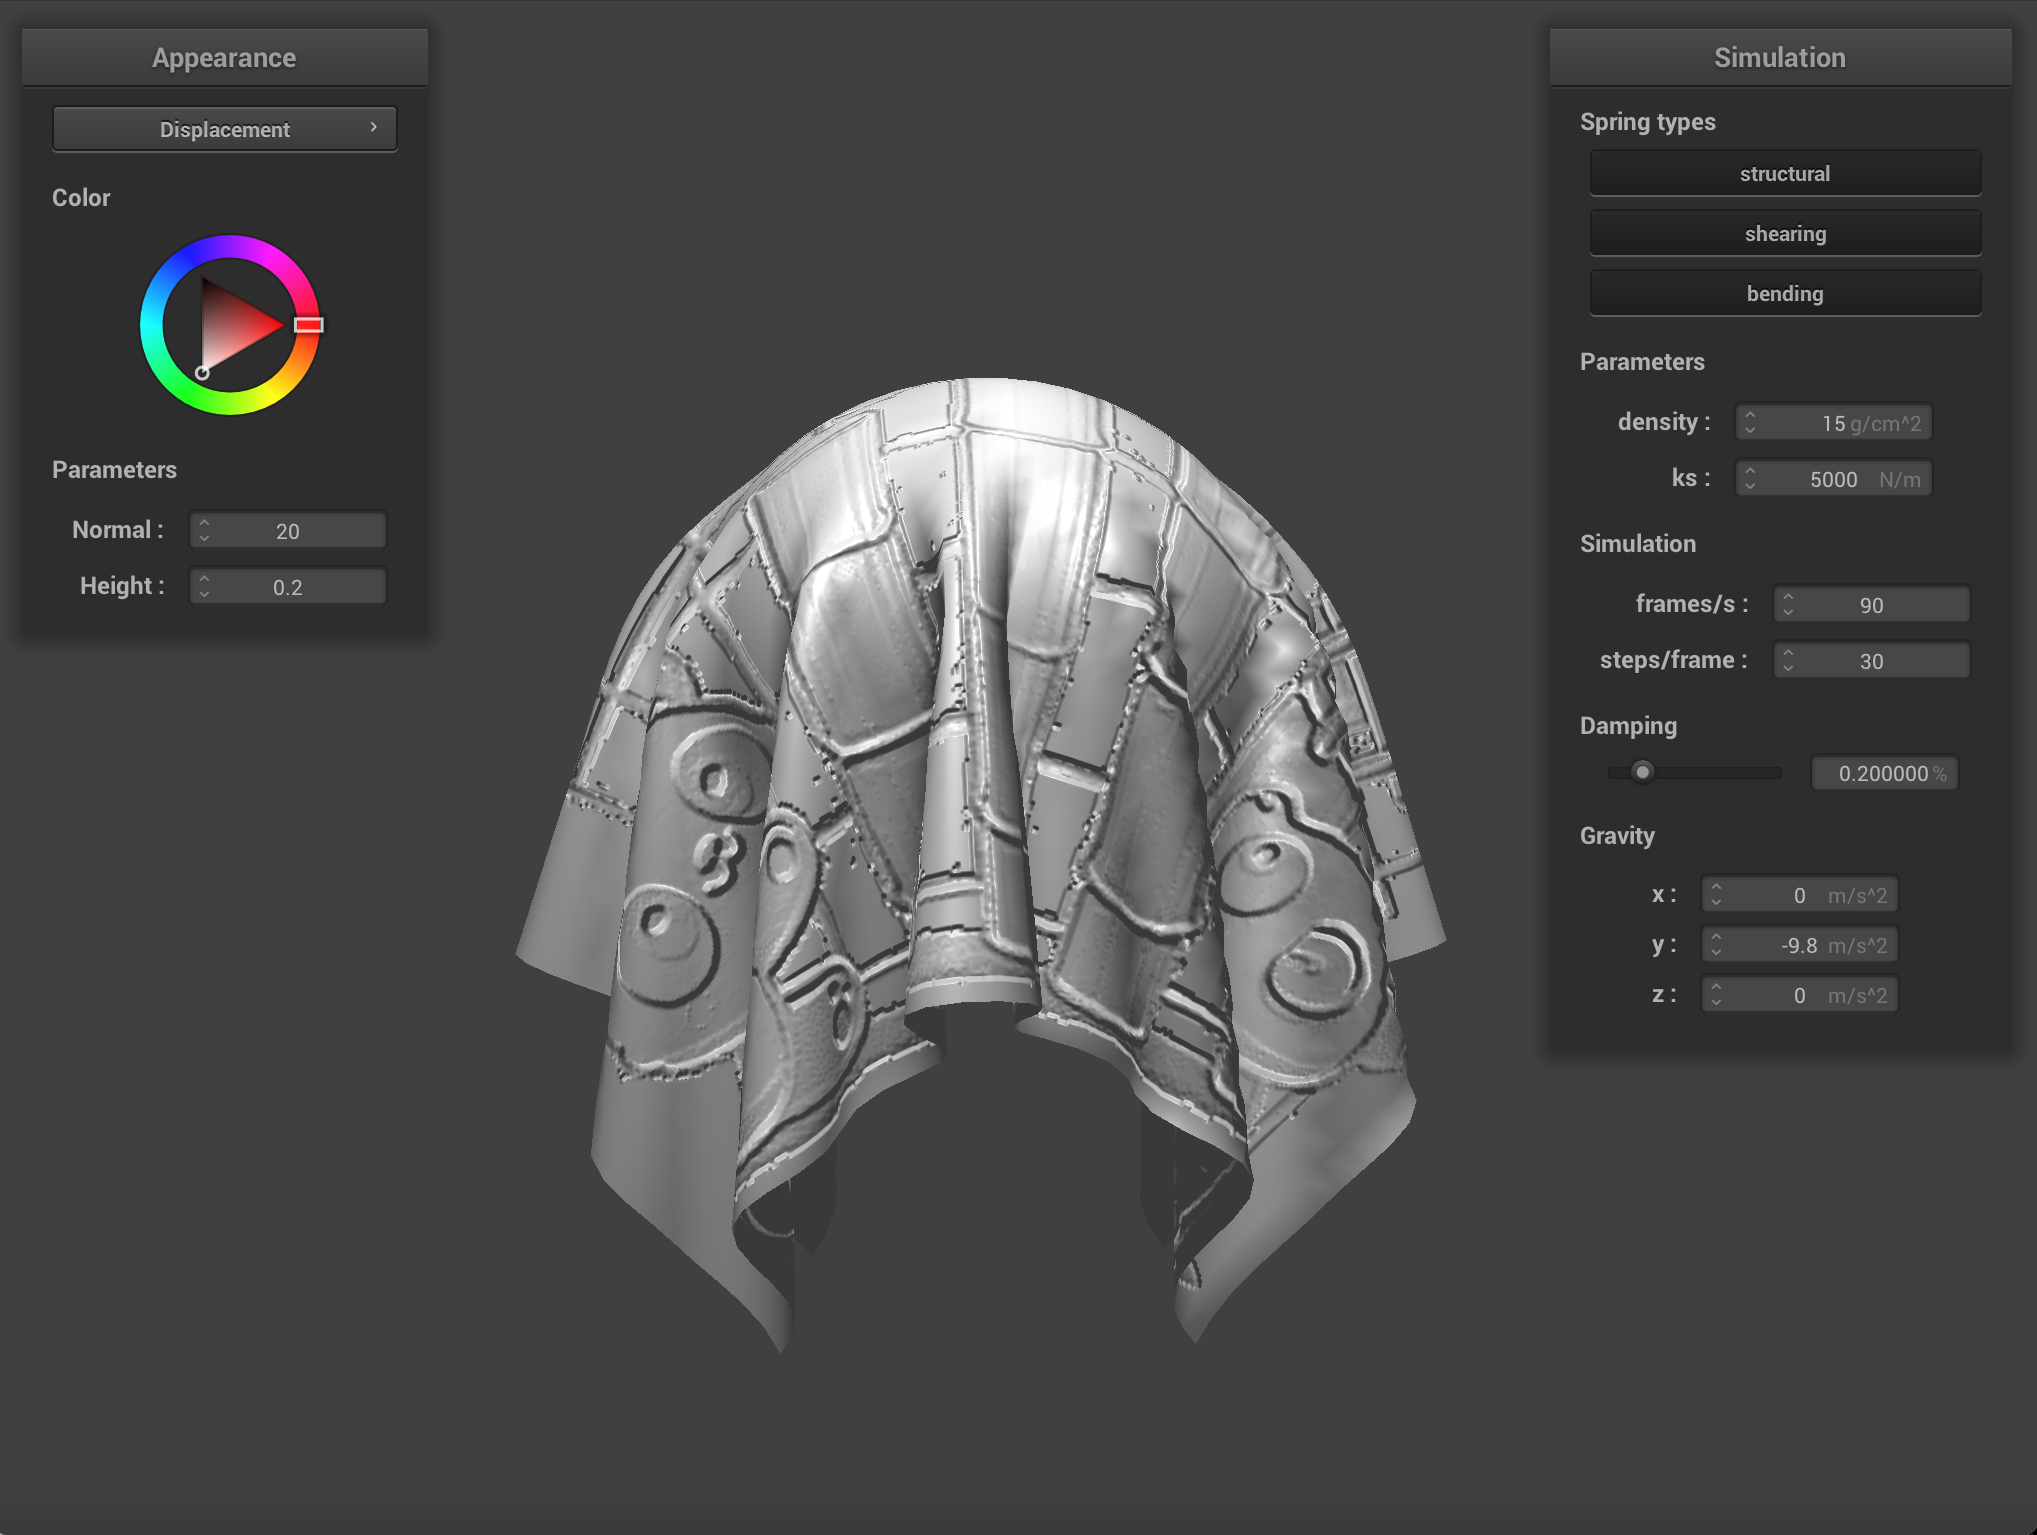 Appearance
Displacement
Color
Parameters
Normal : 20
Height : 0.2
Simulation
Spring types
structural
shearing
bending
Parameters
density : 15 g/cm^2
ks : 5000 N/m
Simulation
frames/s : 90
steps/frame : 30
Damping
0.200000 %
Gravity
x : 0 m/s^2
y : -9.8 m/s^2
z : 0 m/s^2